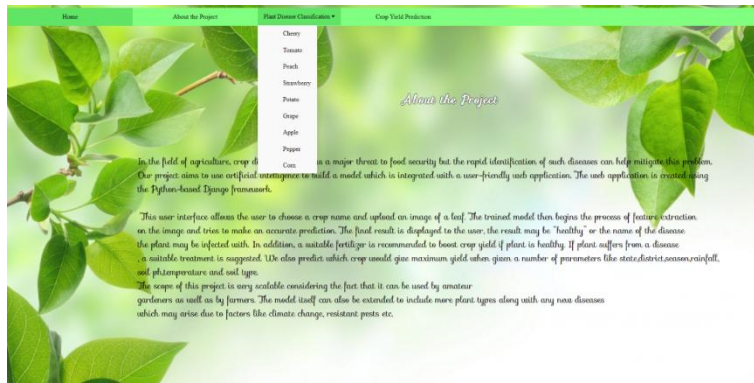 Home About the Project Plant Disease Classification Crop Yield Prediction
Cherry
Tomato
Peach
Strawberry
Potato
Grape
Apple
Pepper
Corn
About the Project
In the field of agriculture, crop di s a major threat to food security but the rapid identification of such diseases can help mitigate this problem.
Our project aims to use artificial intelligence to build a model which is integrated with a user-friendly web application. The web application is created using
the Python-based Django framework.
This user interface allows the user to choose a crop name and upload an image of a leaf. The trained model then begins the process of feature extraction
on the image and tries to make an accurate prediction. The final result is displayed to the user, the result may be "healthy" or the name of the disease
the plant may be infected with. In addition, a suitable fertilizer is recommended to boost crop yield if plant is healthy. If plant suffers from a disease
, a suitable treatment is suggested. We also predict which crop would give maximum yield when given a number of parameters like state,district,season,rainfall,
soil ph,temprature and soil type.
The scope of this project is very scalable considering the fact that it can be used by amateur
gardeners as well as by farmers. The model itself can also be extended to include more plant types along with any new diseases
which may arise due to factors like climate change, resistant pests etc.